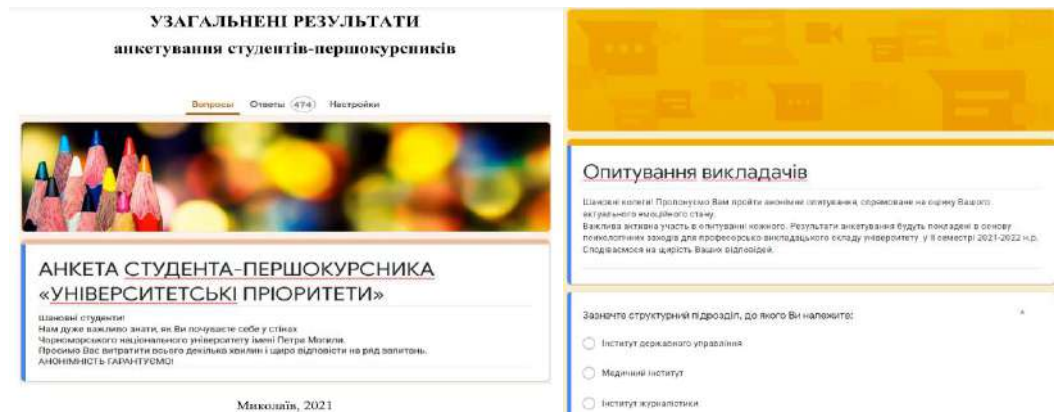 УЗАГАЛЬНЕНІ РЕЗУЛЬТАТИ
анкетування студентів-першокурсників
Вопросы Ответы 474 Настройки
АНКЕТА СТУДЕНТА-ПЕРШОКУРСНИКА
«УНІВЕРСИТЕТСЬКІ ПРІОРИТЕТИ»
Шановні студенти!
Нам дуже важливо знати, як Ви почуваєте себе у стінах
Чорноморського національного університету імені Петра Могили.
Просимо Вас витратити всього декілька хвилин і щиро відповісти на ряд запитань.
АНОНІМНІСТЬ ГАРАНТУЄМО!
Миколаїв, 2021
Опитування викладачів
Шановні колеги! Пропонуємо Вам пройти анонімне опитування, спрямоване на оцінку Вашого
актуального емоційного стану.
Важлива активна участь в опитуванні кожного. Результати анкетування будуть покладені в основу
психологічних заходів для професорсько-викладацького складу університету у ІІ семестрі 2021-2022 н.р.
Сподіваємося на щирість Ваших відповідей.
Зазначте структурний підрозділ, до якого Ви належите:
Інститут державного управління
Медичний інститут
Інститут журналістики